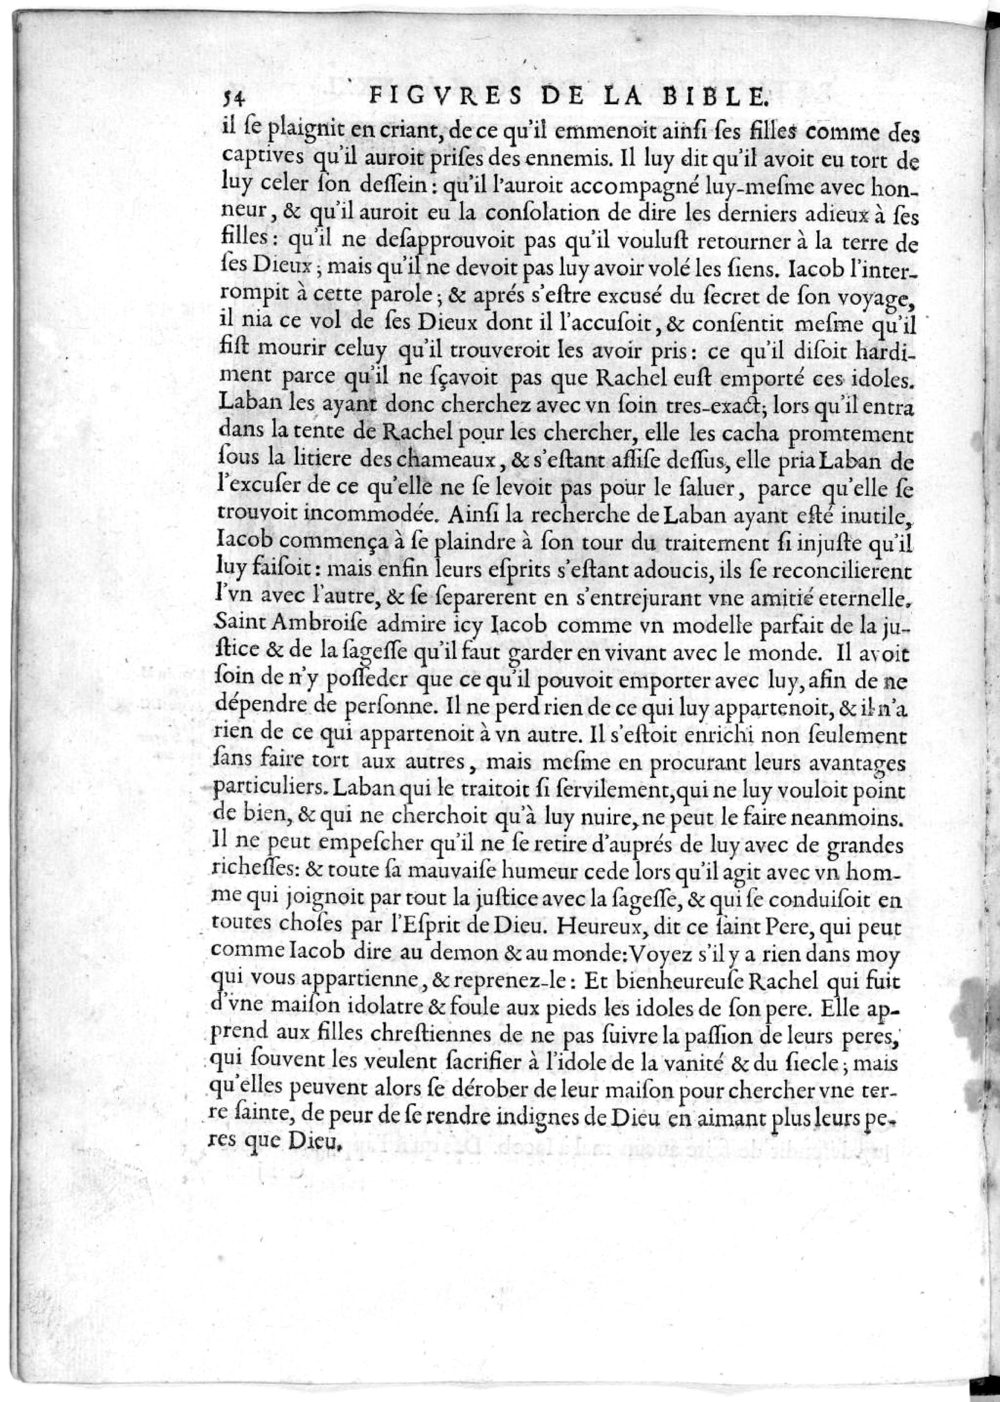 54 FIGVRES DE LA BIBLE.
il ſe plaignit en criant, de ce qu'il emmenoit ainſi ſes filles comme des
captives qu'il auroit priſes des ennemis. Il luy dit qu'il avoit eu tort de
luy celer ſon deſſein : qu'il l'auroit accompagné luy-meſme avec hon-
neur, & qu'il auroit eu la conſolation de dire les derniers adieux à ſes
filles : qu'il ne deſapprouvoit pas qu'il vouluſt retourner à la terre de
ſes Dieux ; mais qu'il ne devoit pas luy avoir volé les ſiens. Iacob l'inter-
rompit à cette parole ; & aprés s'eſtre excusé du ſecret de ſon voyage,
il nia ce vol de ſes Dieux dont il l'accuſoit, & conſentit meſme qu'il
fiſt mourir celuy qu'il trouveroit les avoir pris : ce qu'il diſoit hardi-
ment parce qu'il ne ſçavoit pas que Rachel euſt emporté ces idoles.
Laban les ayant donc cherchez avec vn ſoin tres-exact ; lors qu'il entra
dans la tente de Rachel pour les chercher, elle les cacha promtement
ſous la litiere des chameaux, & s'eſtant aſſiſe deſſus, elle pria Laban de
l'excuſer de ce qu'elle ne ſe levoit pas pour le ſaluer, parce qu'elle ſe
trouvoit incommodée. Ainſi la recherche de Laban ayant eſté inutile,
Iacob commença à ſe plaindre à ſon tour du traitement ſi injuſte qu'il
luy faiſoit : mais enfin leurs eſprits s'eſtant adoucis, ils ſe reconcilierent
l'vn avec l'autre, & ſe ſeparerent en s'entrejurant vne amitié eternelle.
Saint Ambroiſe admire icy Iacob comme vn modelle parfait de la ju-
ſtice & de la ſageſſe qu'il faut garder en vivant avec le monde. Il avoit
ſoin de n'y poſſeder que ce qu'il pouvoit emporter avec luy, afin de ne
dépendre de perſonne. Il ne perd rien de ce qui luy appartenoit, & il n'a
rien de ce qui appartenoit à vn autre. Il s'eſtoit enrichi non ſeulement
ſans faire tort aux autres, mais meſme en procurant leurs avantages
particuliers. Laban qui le traitoit ſi ſervilement, qui ne luy vouloit point
de bien, & qui ne cherchoit qu'à luy nuire, ne peut le faire neanmoins.
Il ne peut empeſcher qu'il ne ſe retire d'auprés de luy avec de grandes
richeſſes: & toute ſa mauvaiſe humeur cede lors qu'il agit avec vn hom-
me qui joignoit par tout la juſtice avec la ſageſſe, & qui ſe conduiſoit en
toutes choſes par l'Eſprit de Dieu. Heureux, dit ce ſaint Pere, qui peut
comme Iacob dire au demon & au monde: Voyez s'il y a rien dans moy
qui vous appartienne, & reprenez-le : Et bienheureuſe Rachel qui fuit
d'vne maiſon idolatre & foule aux pieds les idoles de ſon pere. Elle ap-
prend aux filles chreſtiennes de ne pas ſuivre la paſſion de leurs peres,
qui ſouvent les veulent ſacrifier à l'idole de la vanité & du ſiecle ; mais
qu'elles peuvent alors ſe dérober de leur maiſon pour chercher vne ter-
re ſainte, de peur de ſe rendre indignes de Dieu en aimant plus leurs pe-
res que Dieu.